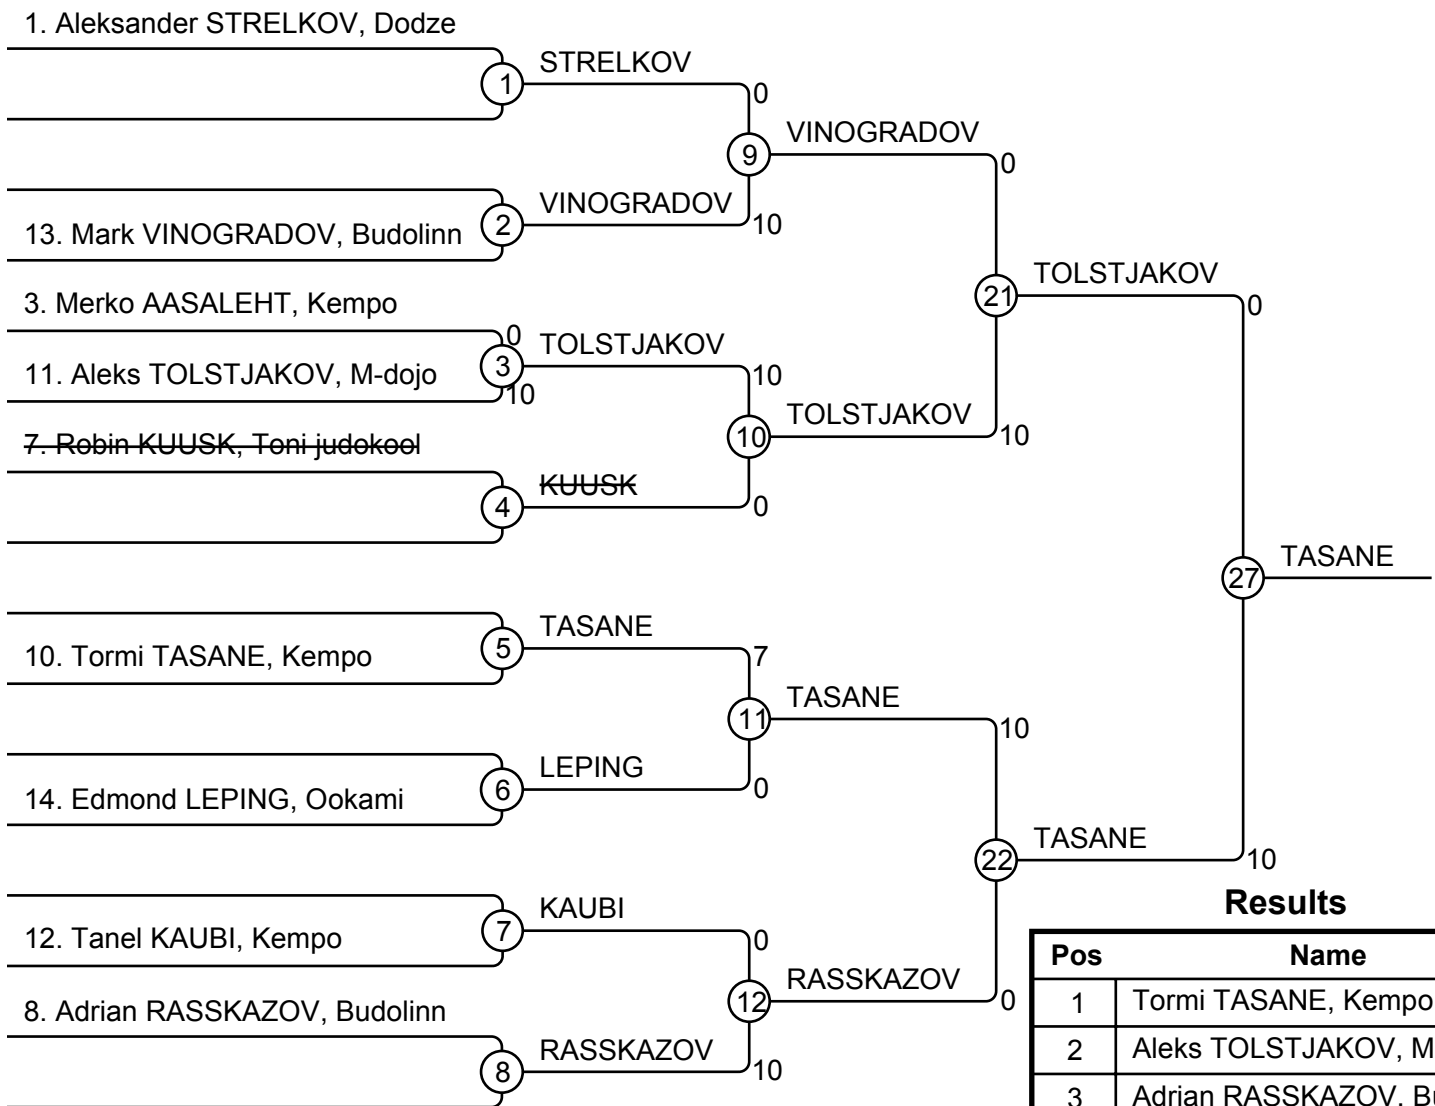 1. Aleksander STRELKOV, Dodze
STRELKOV
1
0
VINOGRADOV
9
0
VINOGRADOV
2
10
13. Mark VINOGRADOV, Budolinn
TOLSTJAKOV
21
0
3. Merko AASALEHT, Kempo
0
TOLSTJAKOV
3
11. Aleks TOLSTJAKOV, M-dojo
10
10
TOLSTJAKOV
10
10
7. Robin KUUSK, Toni judokool
KUUSK
4
0
TASANE
27
TASANE
5
10. Tormi TASANE, Kempo
7
TASANE
11
10
LEPING
6
0
14. Edmond LEPING, Ookami
TASANE
22
10
KAUBI
7
12. Tanel KAUBI, Kempo
0
RASSKAZOV
12
0
8. Adrian RASSKAZOV, Budolinn
RASSKAZOV
8
10
Results
Pos Name
1 Tormi TASANE, Kempo
2 Aleks TOLSTJAKOV, M
3 Adrian RASSKAZOV, Bu